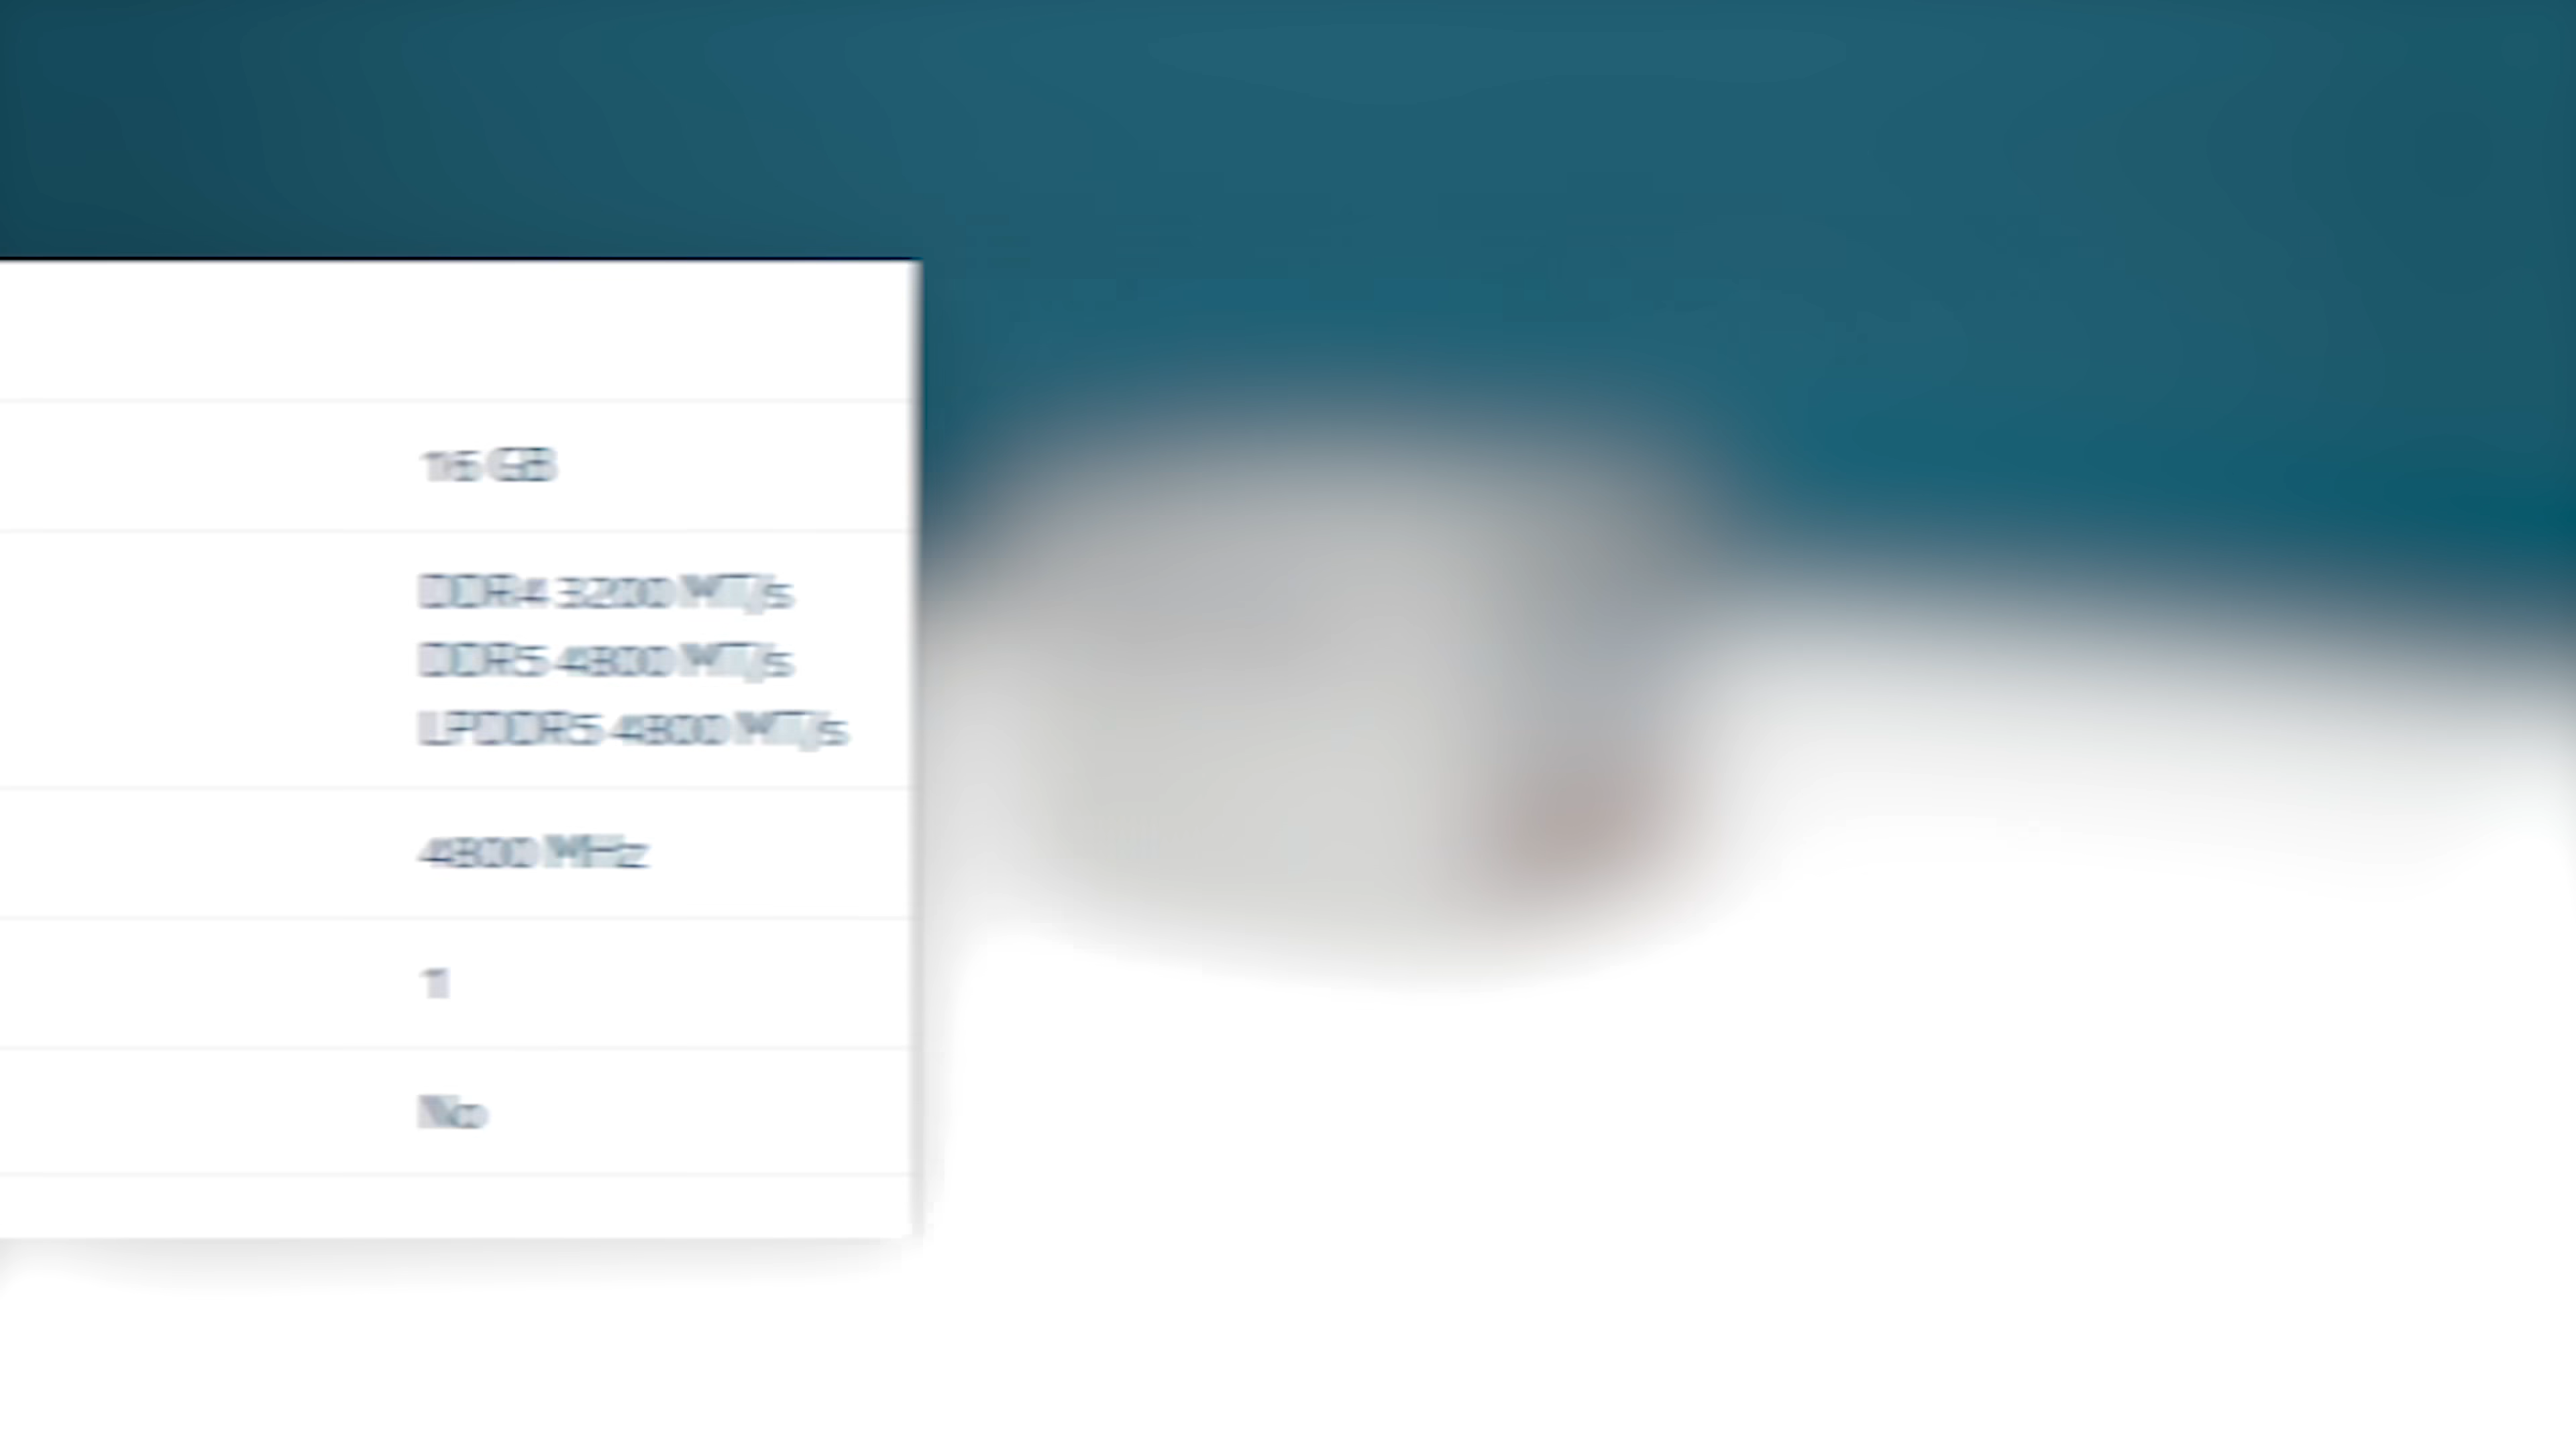 16 GB
DDR4 3200 MT/s
DDR5 4800 MT/s
LPDDR5 4800 MT/s
4800 MHz
1
No